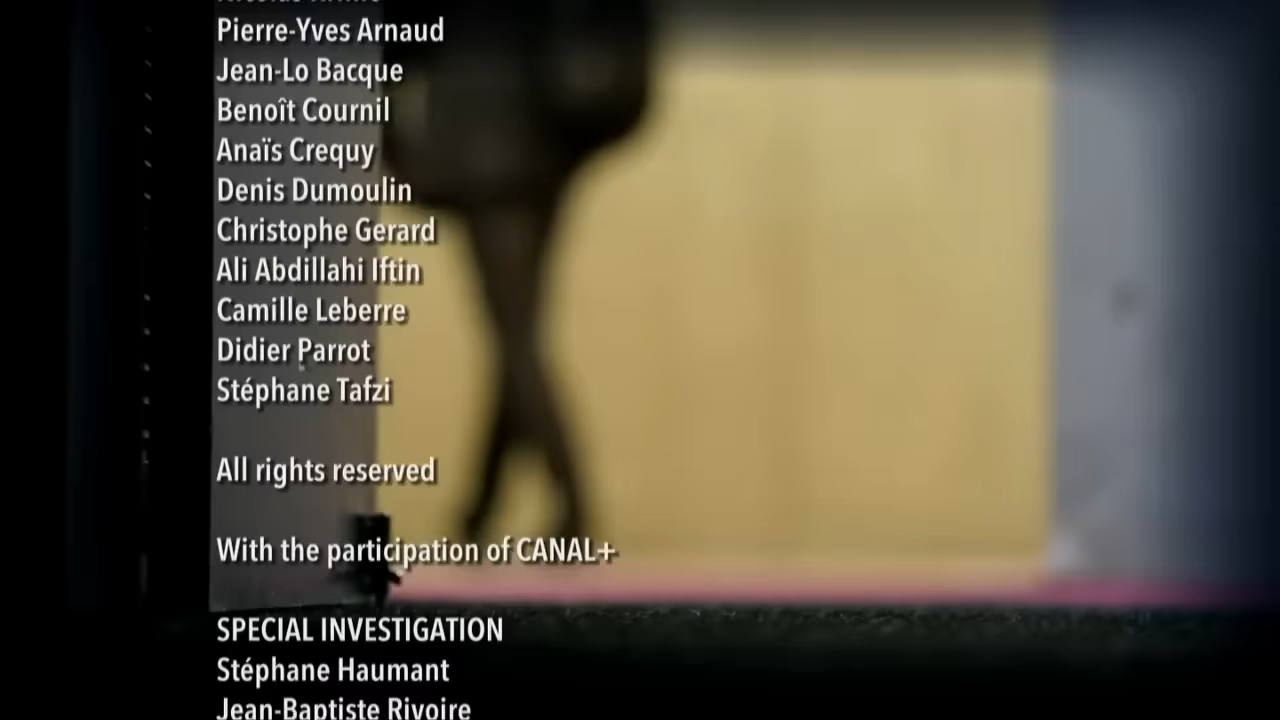 Pierre-Yves Arnaud
Jean-Lo Bacque
Benoît Cournil
Anaïs Crequy
Denis Dumoulin
Christophe Gerard
Ali Abdillahi Iftin
Camille Leberre
Didier Parrot
Stéphane Tafzi
All rights reserved
With the participation of CANAL+
SPECIAL INVESTIGATION
Stéphane Haumant
Jean-Baptiste Rivoire